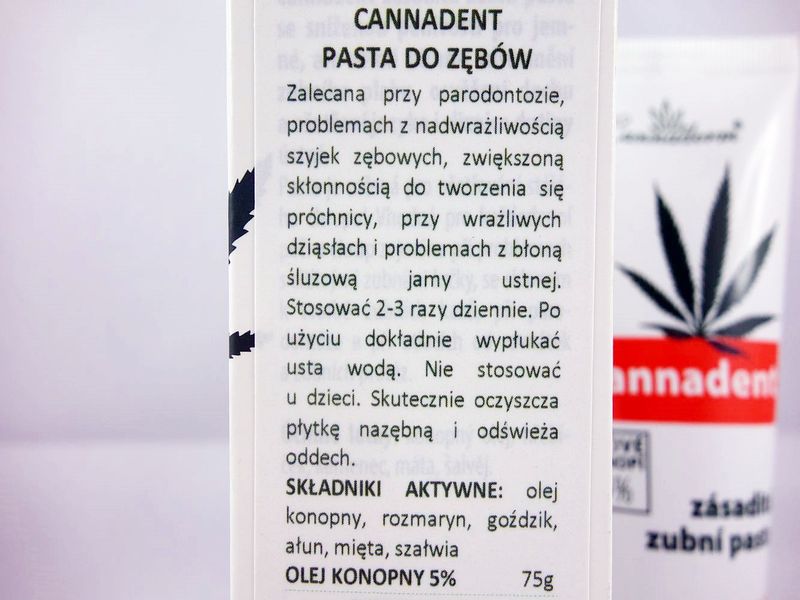 CANNADENT
PASTA DO ZĘBÓW
Zalecana przy parodontozie,
problemach z nadwrażliwością
szyjek zębowych, zwiększoną
skłonnością do tworzenia się
próchnicy, przy wrażliwych
dziąsłach i problemach z błoną
śluzową jamy ustnej.
Stosować 2-3 razy dziennie. Po
użyciu dokładnie wypłukać
usta wodą. Nie stosować
u dzieci. Skutecznie oczyszcza
płytkę nazębną i odświeża
oddech.
SKŁADNIKI AKTYWNE: olej
konopny, rozmaryn, goździk,
ałun, mięta, szałwia
OLEJ KONOPNY 5% 75g
Cannaderm
annadent
%
zásadit
zubní past